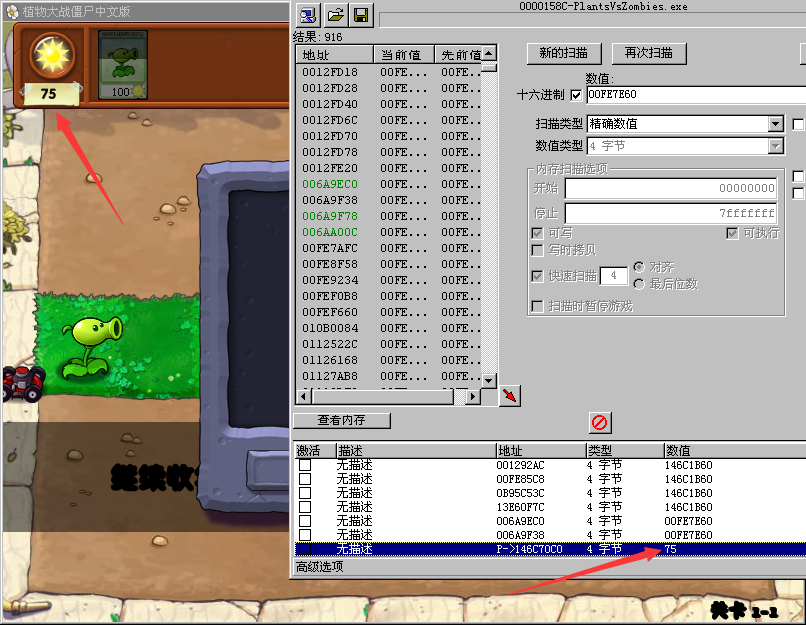 植物大战僵尸中文版
75
100
继续收
关卡 1-1
0000158C-PlantsVsZombies.exe
结果: 916
地址 当前值 先前值
0012FD18 00FE... 00FE..
0012FD28 00FE... 00FE..
0012FD40 00FE... 00FE..
0012FD6C 00FE... 00FE..
0012FD70 00FE... 00FE..
0012FD78 00FE... 00FE..
0012FE20 00FE... 00FE..
006A9EC0 00FE... 00FE..
006A9F38 00FE... 00FE..
006A9F78 00FE... 00FE..
006AA00C 00FE... 00FE..
00FE7AFC 00FE... 00FE..
00FE8F58 00FE... 00FE..
00FE9234 00FE... 00FE..
00FEF0B8 00FE... 00FE..
00FEF660 00FE... 00FE..
010B0084 00FE... 00FE..
0112522C 00FE... 00FE..
01126168 00FE... 00FE..
01127AB8 00FE... 00FE..
新的扫描 再次扫描
数值:
十六进制 00FE7E60
扫描类型 精确数值
数值类型 4 字节
内存扫描选项
开始 00000000
停止 7fffffff
可写 可执行
写时拷贝
快速扫描 4 对齐
最后位数
扫描时暂停游戏
查看内存
激活 描述 地址 类型 数值
无描述 001292AC 4 字节 146C1B60
无描述 00FE85C8 4 字节 146C1B60
无描述 0B95C53C 4 字节 146C1B60
无描述 13E60F7C 4 字节 146C1B60
无描述 006A9EC0 4 字节 00FE7E60
无描述 006A9F38 4 字节 00FE7E60
无描述 P->146C70C0 4 字节 75
高级选项